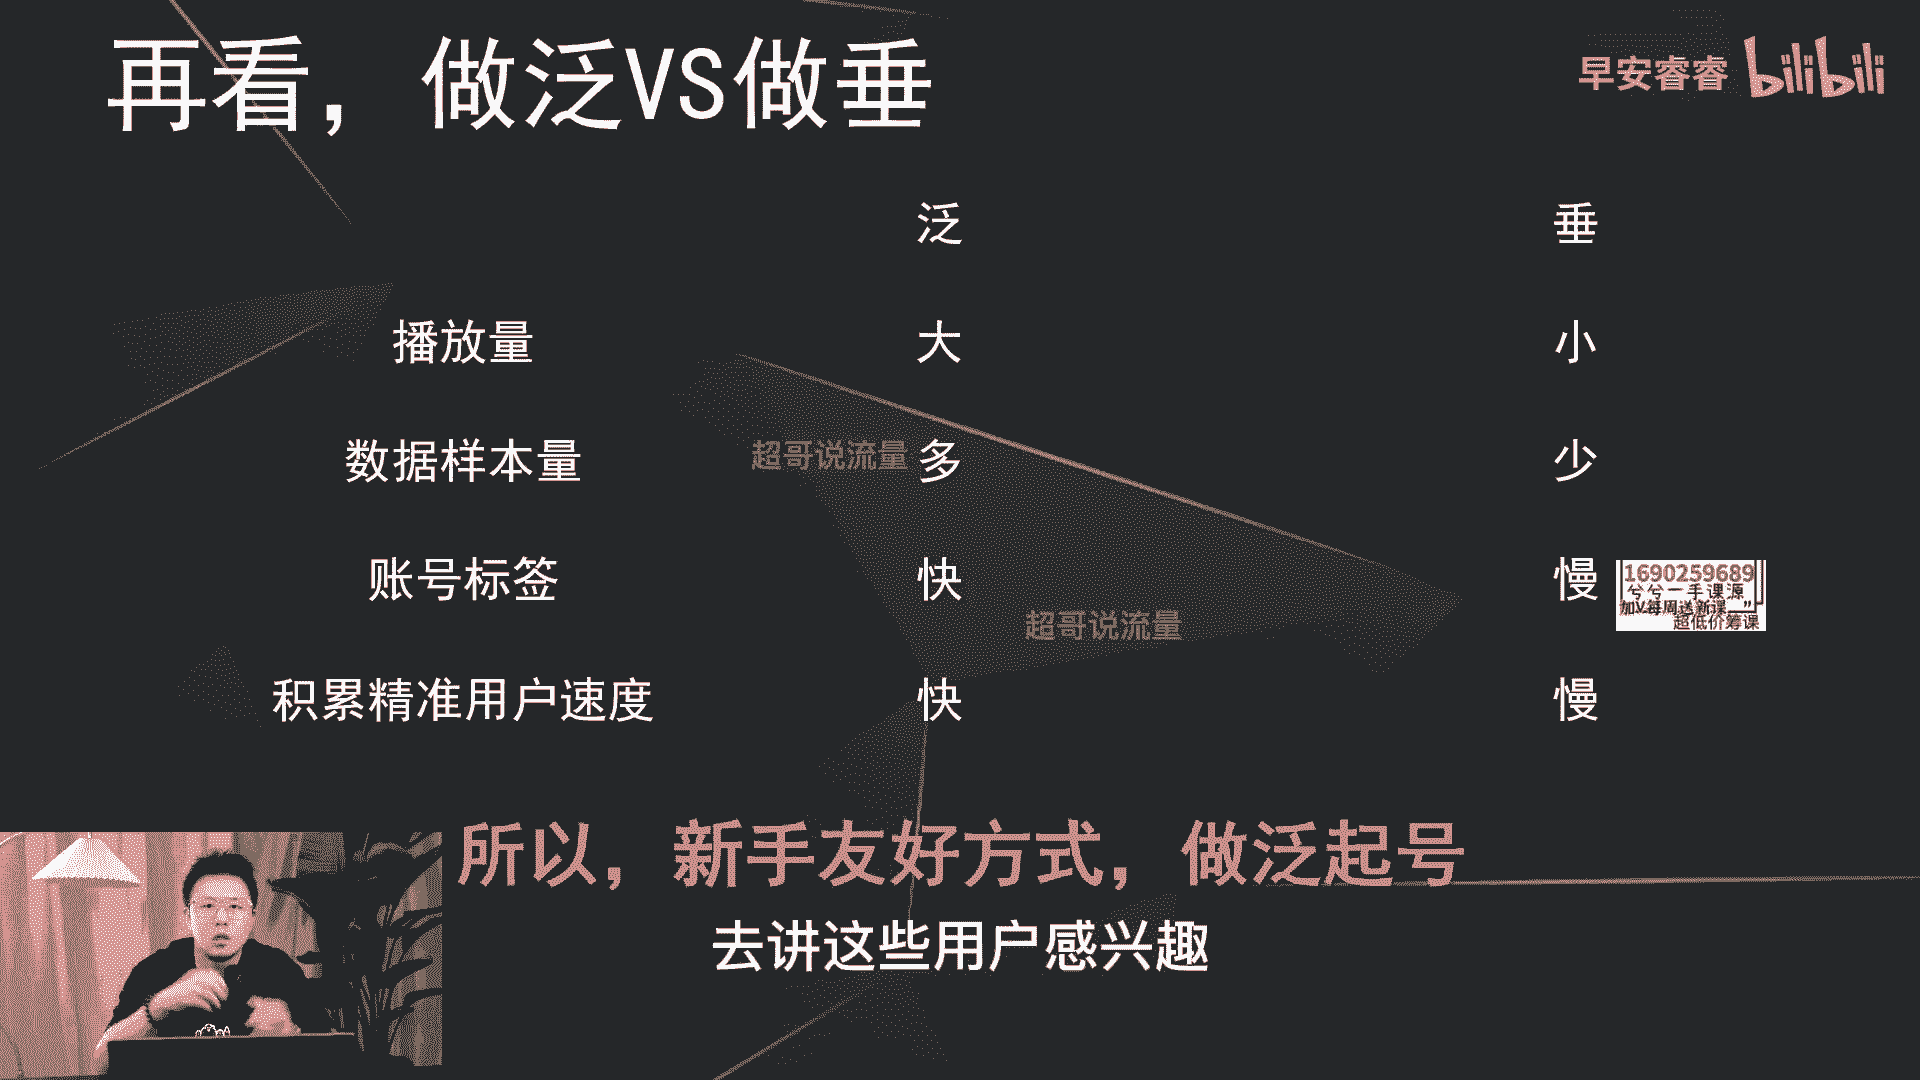 再看，做泛VS做垂
早安睿睿 bilibili
泛 垂
播放量 大 小
数据样本量 多 少
超哥说流量
账号标签 快 慢
1690259689
兮兮一手课源
加V每周送新课
超低价筹课
超哥说流量
积累精准用户速度 快 慢
所以，新手友好方式，做泛起号
去讲这些用户感兴趣